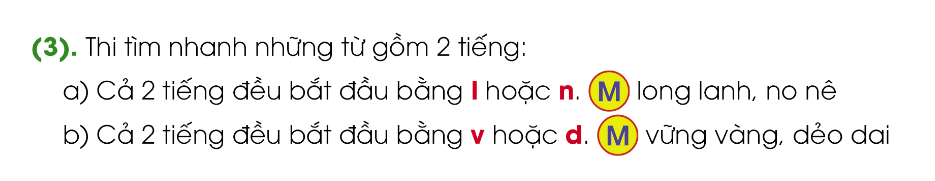 (3). Thi tìm nhanh những từ gồm 2 tiếng:
a) Cả 2 tiếng đều bắt đầu bằng l hoặc n. M long lanh, no nê
b) Cả 2 tiếng đều bắt đầu bằng v hoặc d. M vững vàng, dẻo dai